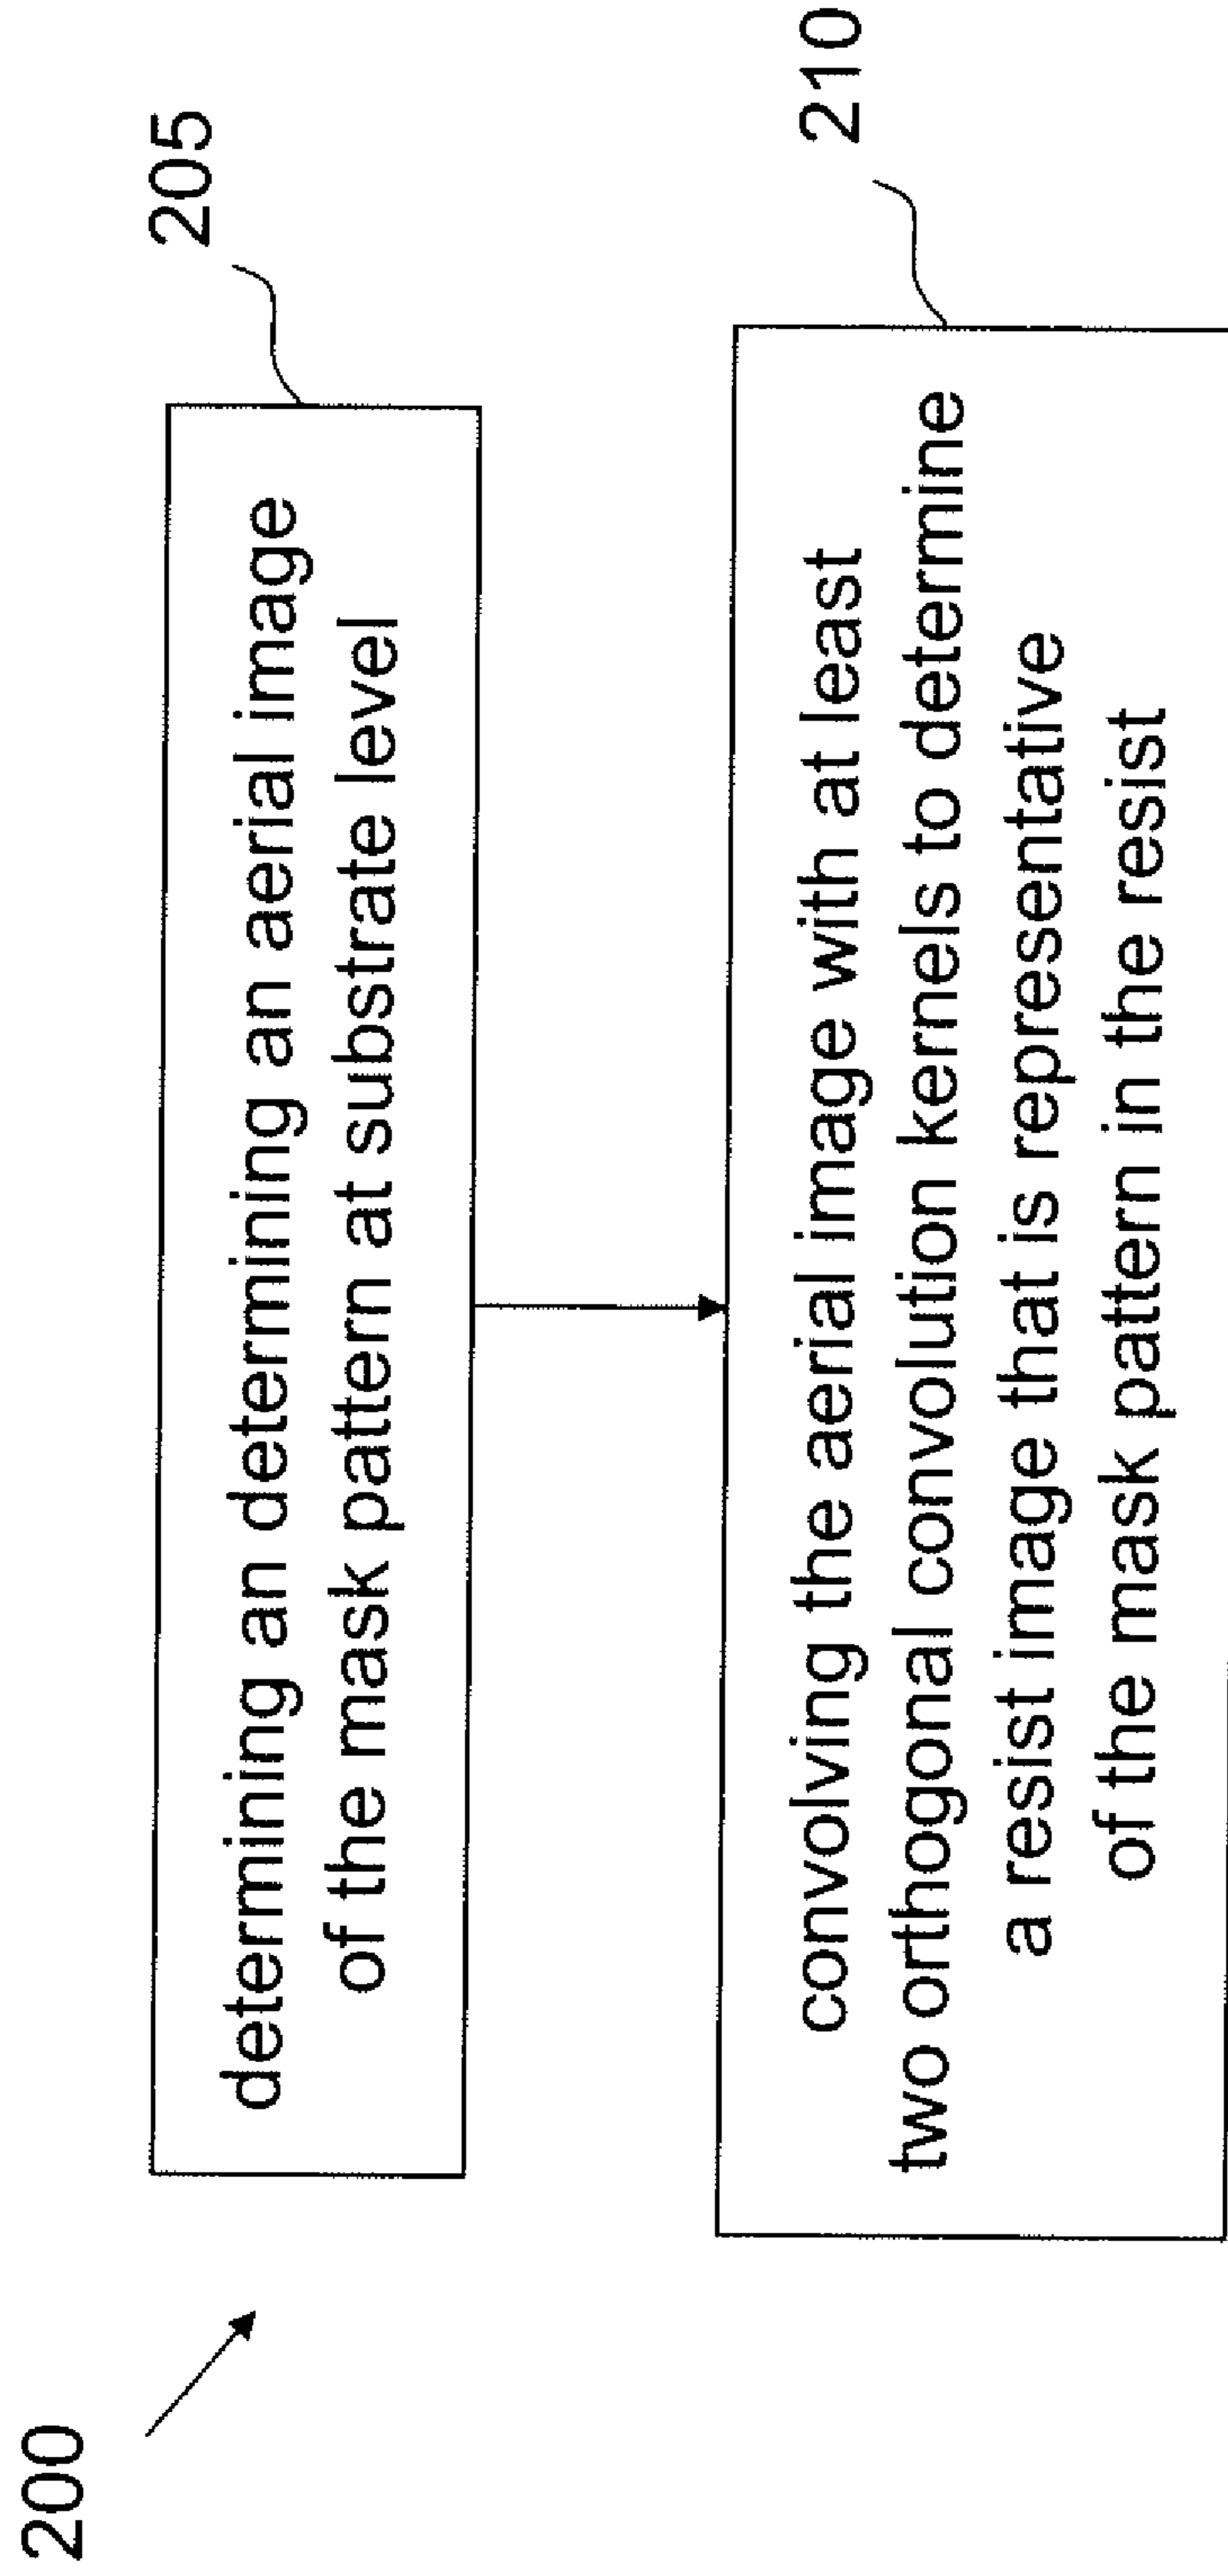 200
205
determining an determining an aerial image
of the mask pattern at substrate level
210
convolving the aerial image with at least
two orthogonal convolution kernels to determine
a resist image that is representative
of the mask pattern in the resist